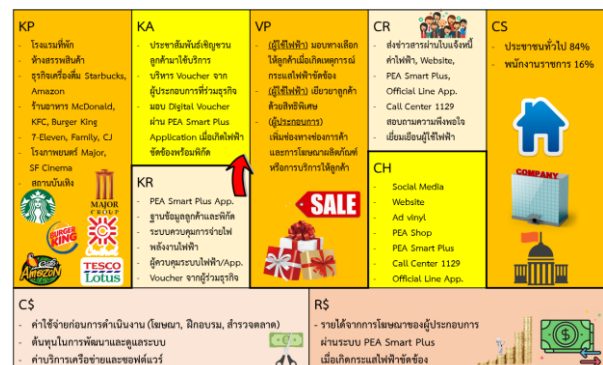 KP
- โรงแรมที่พัก
- ห้างสรรพสินค้า
- ธุรกิจเครื่องดื่ม Starbucks,
Amazon
- ร้านอาหาร McDonald,
KFC, Burger King
- 7-Eleven, Family, CJ
- โรงภาพยนตร์ Major,
SF Cinema
- สถานบันเทิง
MAJOR
GROUP
BURGER
KING
Café
Amazon
TESCO
Lotus
KA
- ประชาสัมพันธ์เชิญชวน
ลูกค้ามาใช้บริการ
- บริหาร Voucher จาก
ผู้ประกอบการที่ร่วมธุรกิจ
- มอบ Digital Voucher
ผ่าน PEA Smart Plus
Application เมื่อเกิดไฟฟ้า
ขัดข้องพร้อมพิกัด
KR
- PEA Smart Plus App.
- ฐานข้อมูลลูกค้าและพิกัด
- ระบบควบคุมการจ่ายไฟ
- พลังงานไฟฟ้า
- ผู้ควบคุมระบบไฟฟ้า/App.
- Voucher จากผู้ร่วมธุรกิจ
VP
- (ผู้ใช้ไฟฟ้า) มอบทางเลือก
ให้ลูกค้าเมื่อเกิดเหตุการณ์
กระแสไฟฟ้าขัดข้อง
- (ผู้ใช้ไฟฟ้า) เยียวยาลูกค้า
ด้วยสิทธิพิเศษ
- (ผู้ประกอบการ)
เพิ่มช่องทางช่องการค้า
และการโฆษณาผลิตภัณฑ์
หรือการบริการให้ลูกค้า
SALE
CR
- ส่งข่าวสารผ่านใบแจ้งหนี้
ค่าไฟฟ้า, Website,
PEA Smart Plus,
Official Line App.
- Call Center 1129
สอบถามความพึงพอใจ
- เยี่ยมเยือนผู้ใช้ไฟฟ้า
CH
- Social Media
- Website
- Ad vinyl
- PEA Shop
- PEA Smart Plus
- Call Center 1129
- Official Line App.
CS
- ประชาชนทั่วไป 84%
- พนักงานราชการ 16%
COMPANY
C$
- ค่าใช้จ่ายก่อนการดำเนินงาน (โฆษณา, ฝึกอบรม, สำรวจตลาด)
- ต้นทุนในการพัฒนาและดูแลระบบ
- ค่าบริการเครือข่ายและซอฟต์แวร์
R$
- รายได้จากการโฆษณาของผู้ประกอบการ
ผ่านระบบ PEA Smart Plus
เมื่อเกิดกระแสไฟฟ้าขัดข้อง